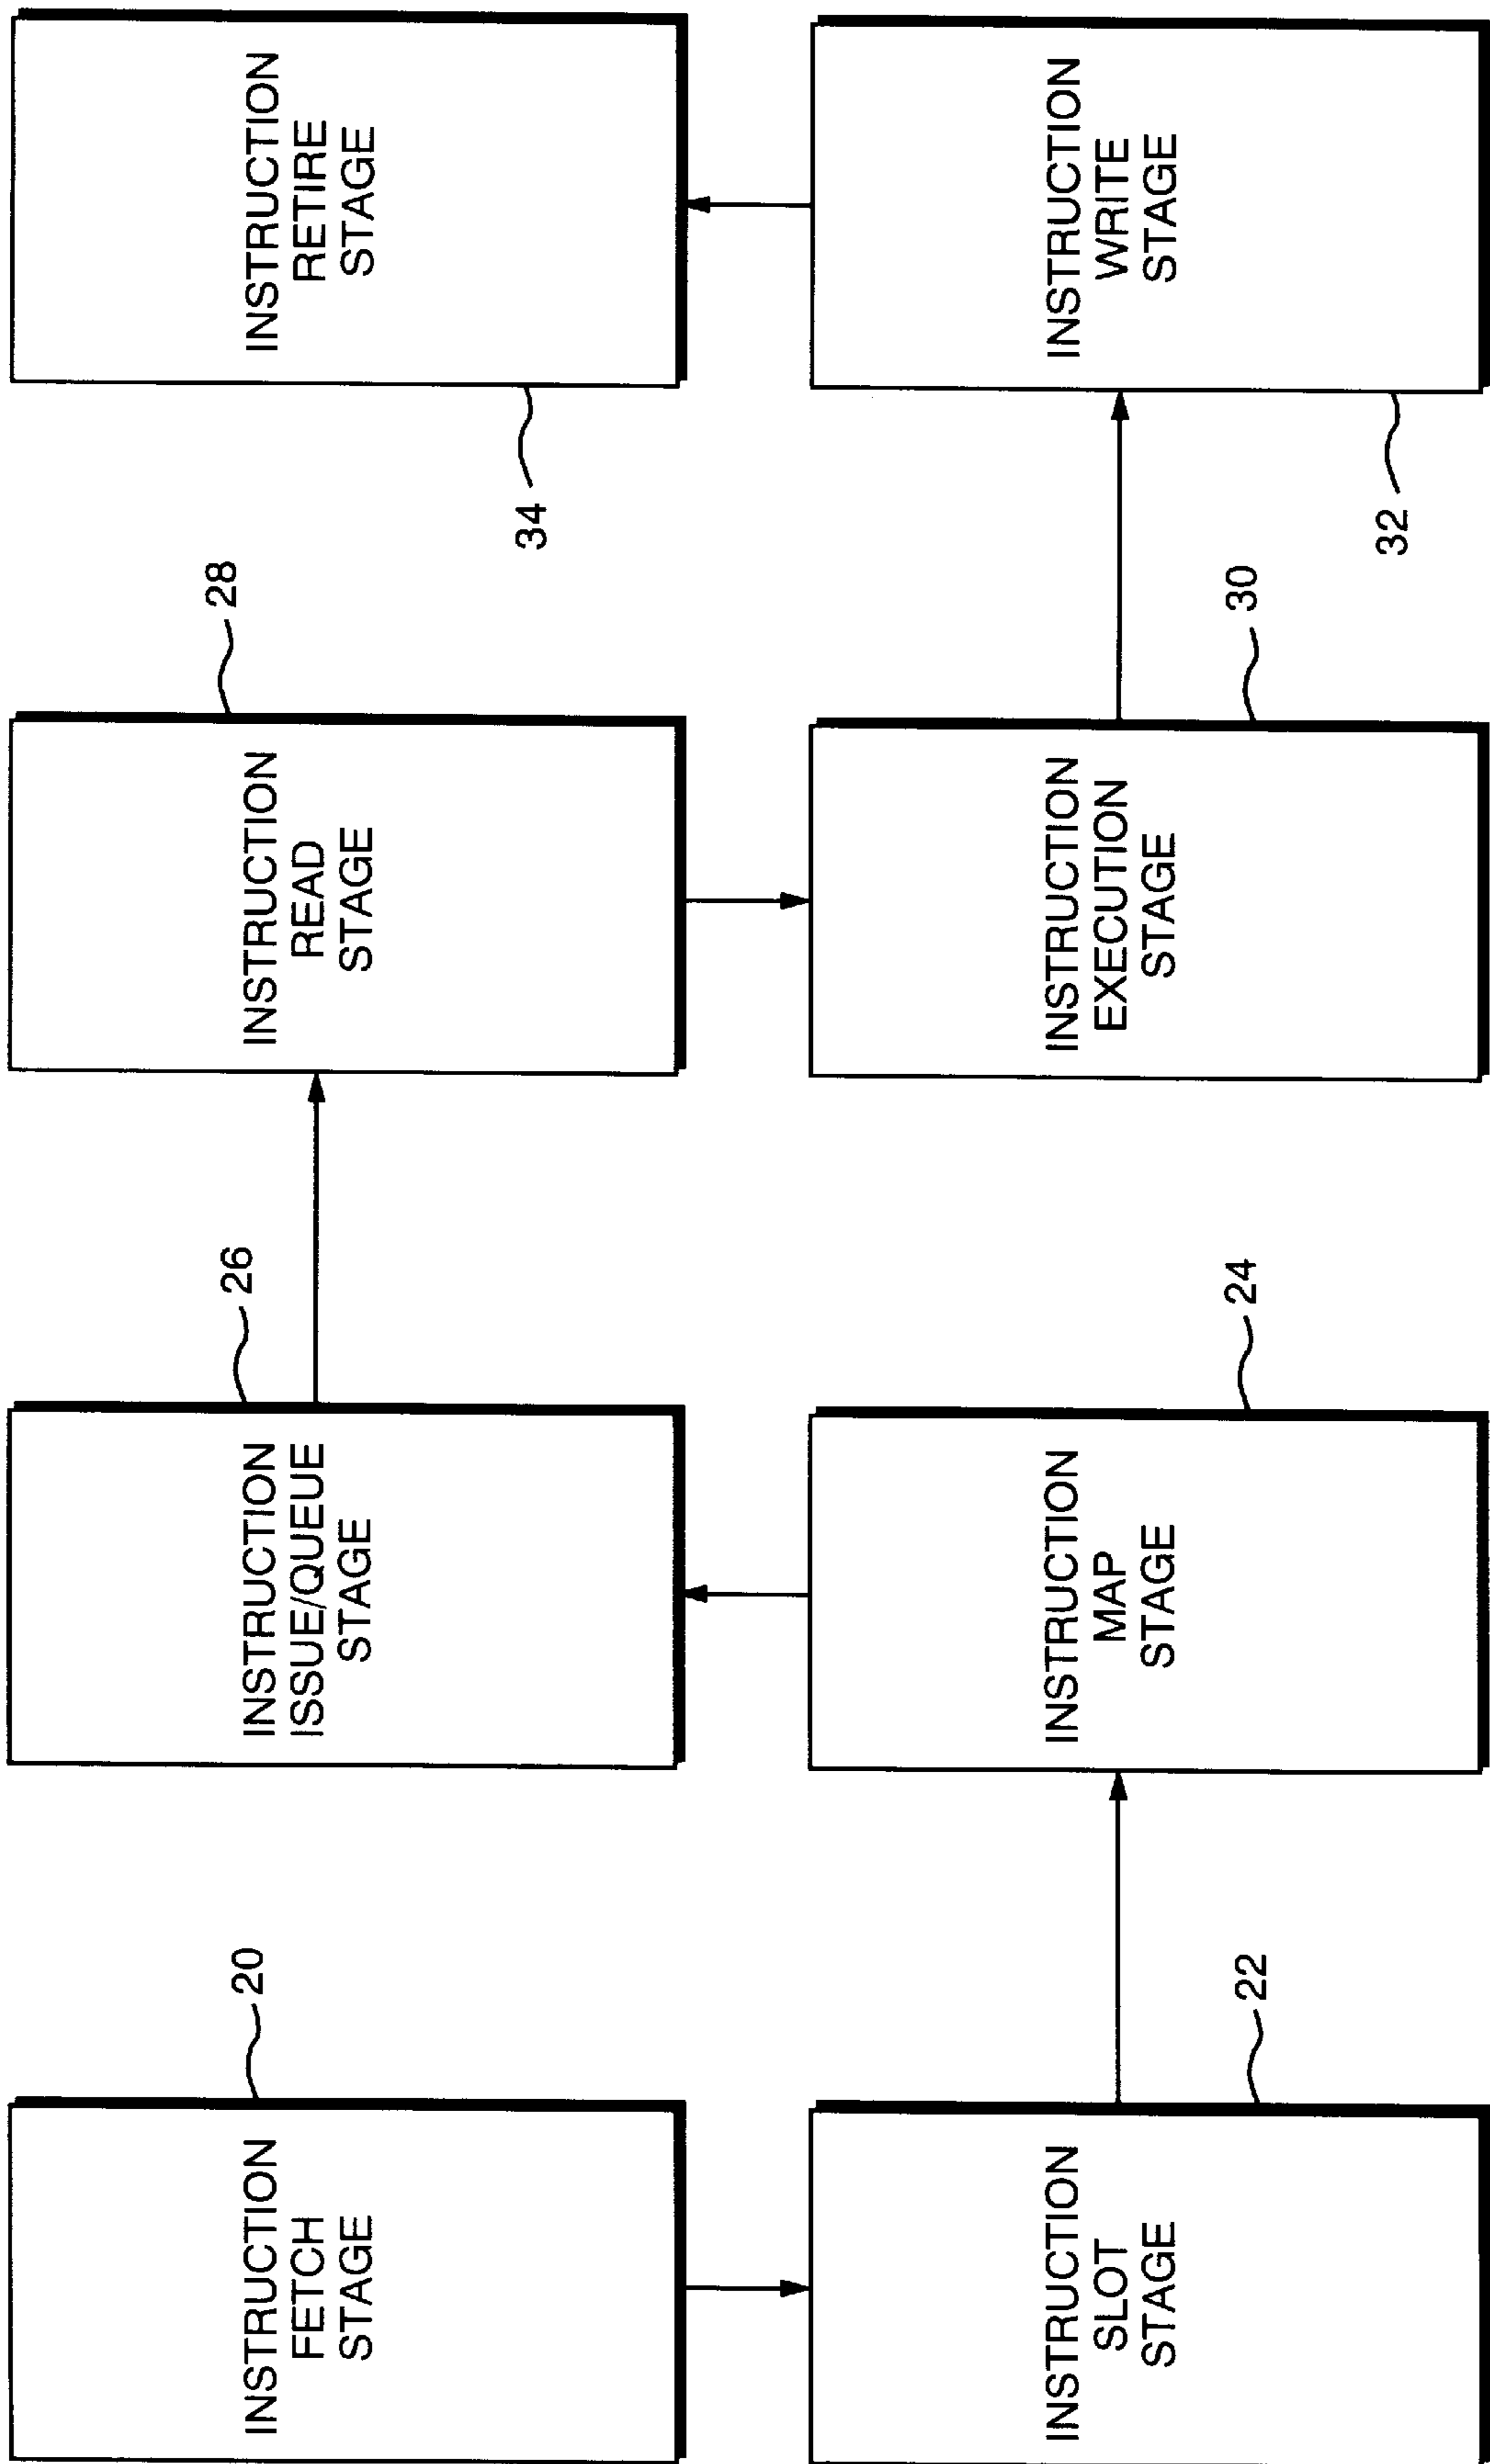 INSTRUCTION
FETCH
STAGE
20
INSTRUCTION
SLOT
STAGE
22
INSTRUCTION
MAP
STAGE
24
INSTRUCTION
ISSUE/QUEUE
STAGE
26
INSTRUCTION
READ
STAGE
28
INSTRUCTION
EXECUTION
STAGE
30
INSTRUCTION
WRITE
STAGE
32
INSTRUCTION
RETIRE
STAGE
34